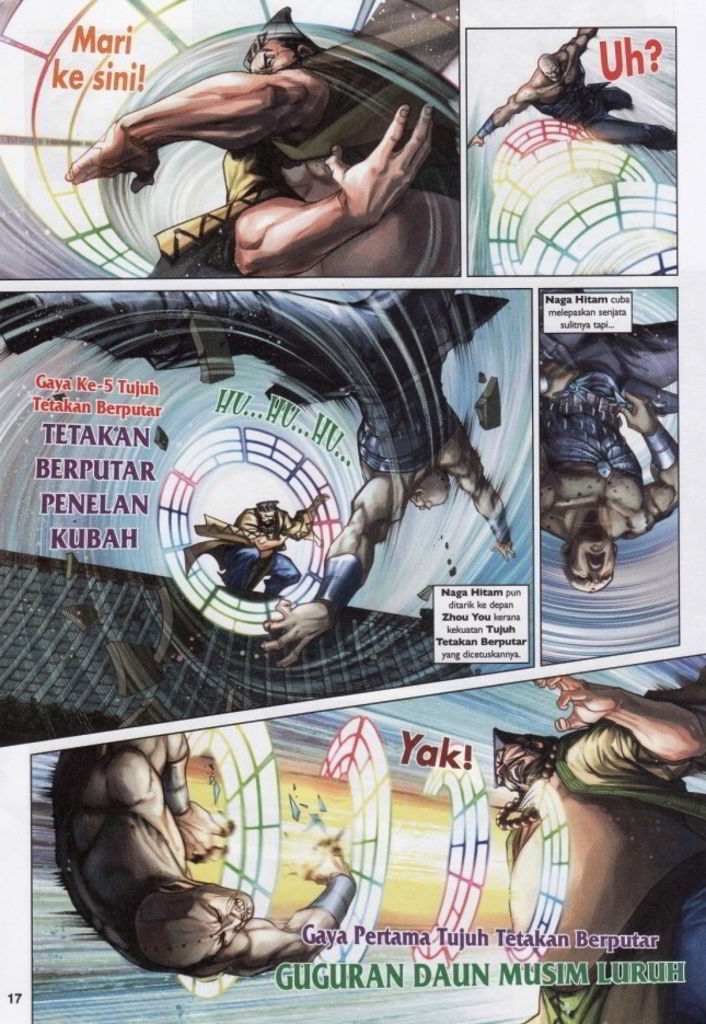 Mari
ke sini!
Uh?
Gaya Ke-5 Tujuh
Tetakan Berputar
TETAKAN
BERPUTAR
PENELAN
KUBAH
HU...HU...HU...
Naga Hitam pun
ditarik ke depan
Zhou You kerana
kekuatan Tujuh
Tetakan Berputar
yang dicetuskannya.
Naga Hitam cuba
melepaskan senjata
sulitnya tapi...
Yak!
Gaya Pertama Tujuh Tetakan Berputar
GUGURAN DAUN MUSIM LURUH
17